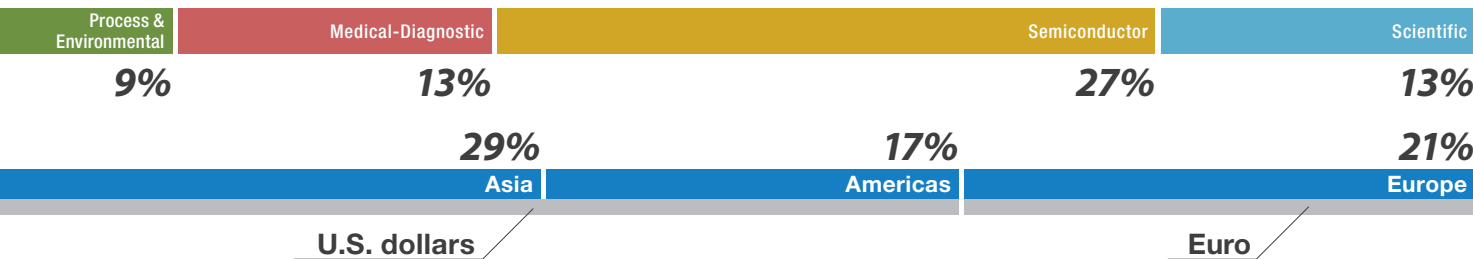 Process &
Environmental
Medical-Diagnostic
Semiconductor
Scientific
9%
13%
27%
13%
29%
17%
21%
Asia
Americas
Europe
U.S. dollars
Euro